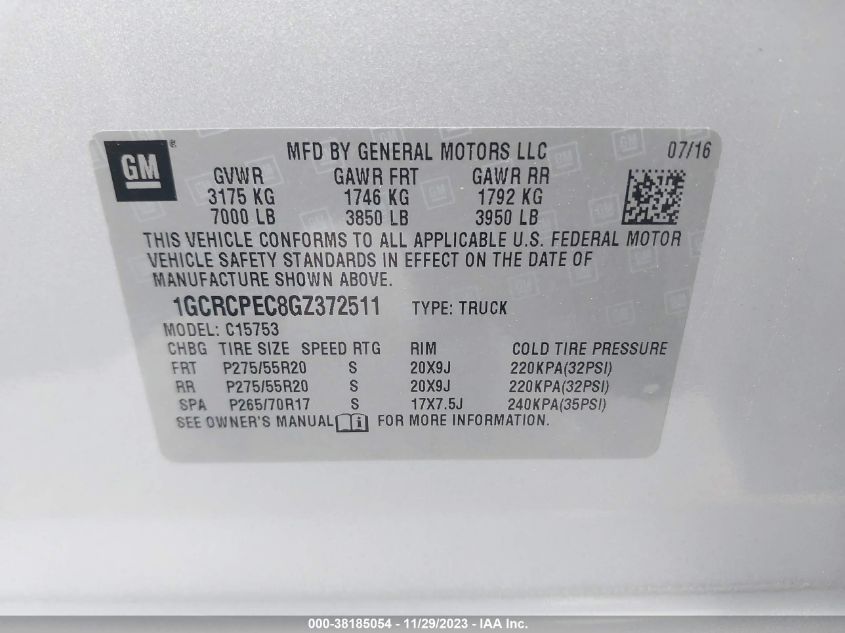 GM ®
MFD BY GENERAL MOTORS LLC 07/16
GVWR GAWR FRT GAWR RR
3175 KG 1746 KG 1792 KG
7000 LB 3850 LB 3950 LB
THIS VEHICLE CONFORMS TO ALL APPLICABLE U.S. FEDERAL MOTOR
VEHICLE SAFETY STANDARDS IN EFFECT ON THE DATE OF
MANUFACTURE SHOWN ABOVE.
1GCRCPEC8GZ372511 TYPE: TRUCK
MODEL: C15753
CHBG TIRE SIZE SPEED RTG RIM COLD TIRE PRESSURE
FRT P275/55R20 S 20X9J 220KPA(32PSI)
RR P275/55R20 S 20X9J 220KPA(32PSI)
SPA P265/70R17 S 17X7.5J 240KPA(35PSI)
SEE OWNER'S MANUAL i FOR MORE INFORMATION.
000-38185054 - 11/29/2023 - IAA Inc.